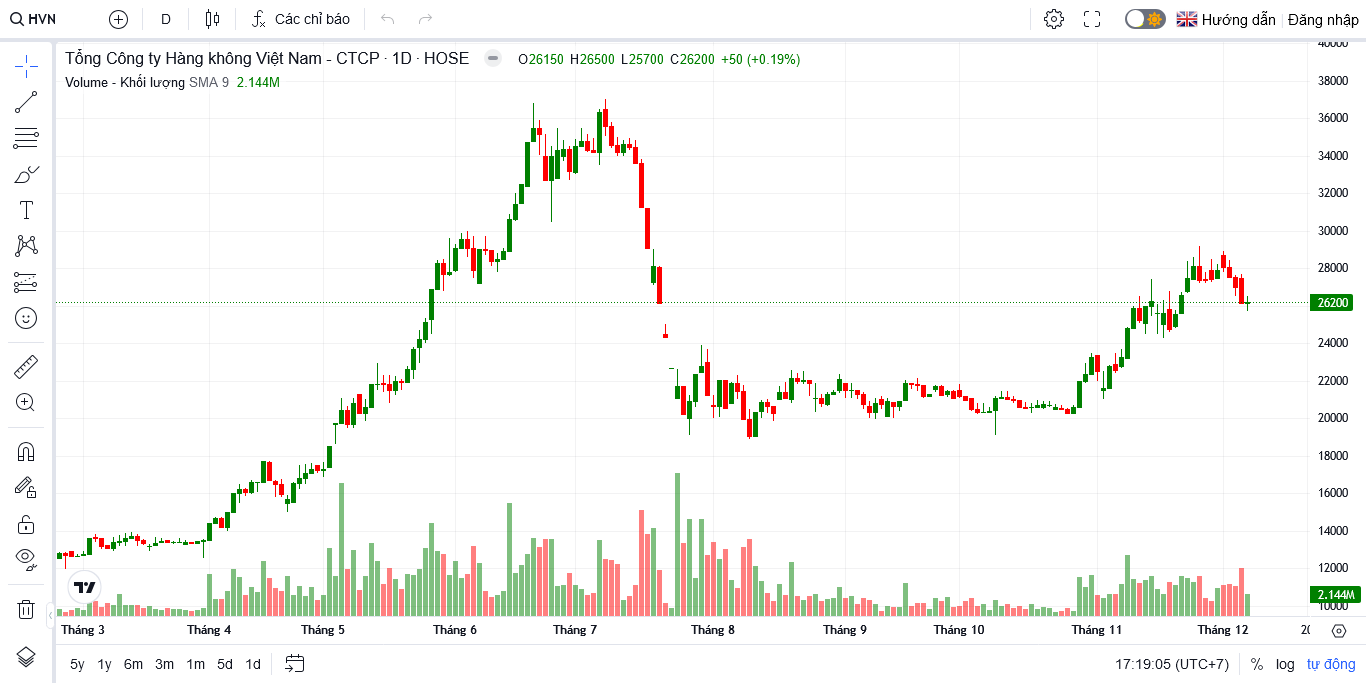 HVN D Các chỉ báo Hướng dẫn Đăng nhập
Tổng Công ty Hàng không Việt Nam - CTCP · 1D · HOSE O26150 H26500 L25700 C26200 +50 (+0.19%)
Volume - Khối lượng SMA 9 2.144M
40000
38000
36000
34000
32000
30000
28000
26200
24000
22000
20000
18000
16000
14000
12000
2.144M
10000
Tháng 3 Tháng 4 Tháng 5 Tháng 6 Tháng 7 Tháng 8 Tháng 9 Tháng 10 Tháng 11 Tháng 12
5y 1y 6m 3m 1m 5d 1d 17:19:05 (UTC+7) % log tự động